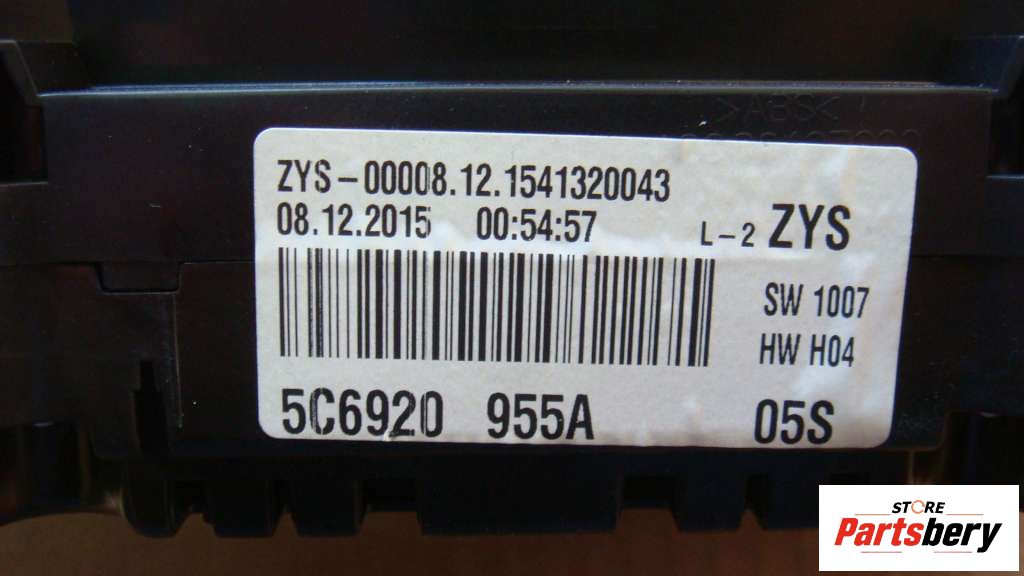 >ABS<
ZYS-00008.12.1541320043
08.12.2015 00:54:57 L-2 ZYS
SW 1007
HW H04
5C6920 955A 05S
STORE
Partsbery